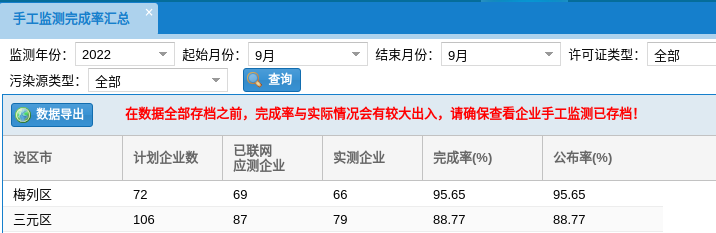 手工监测完成率汇总 ×
监测年份: 2022 起始月份: 9月 结束月份: 9月 许可证类型: 全部
污染源类型: 全部 查询
数据导出 在数据全部存档之前，完成率与实际情况会有较大出入，请确保查看企业手工监测已存档！
设区市 计划企业数 已联网 应测企业 实测企业 完成率(%) 公布率(%)
梅列区 72 69 66 95.65 95.65
三元区 106 87 79 88.77 88.77